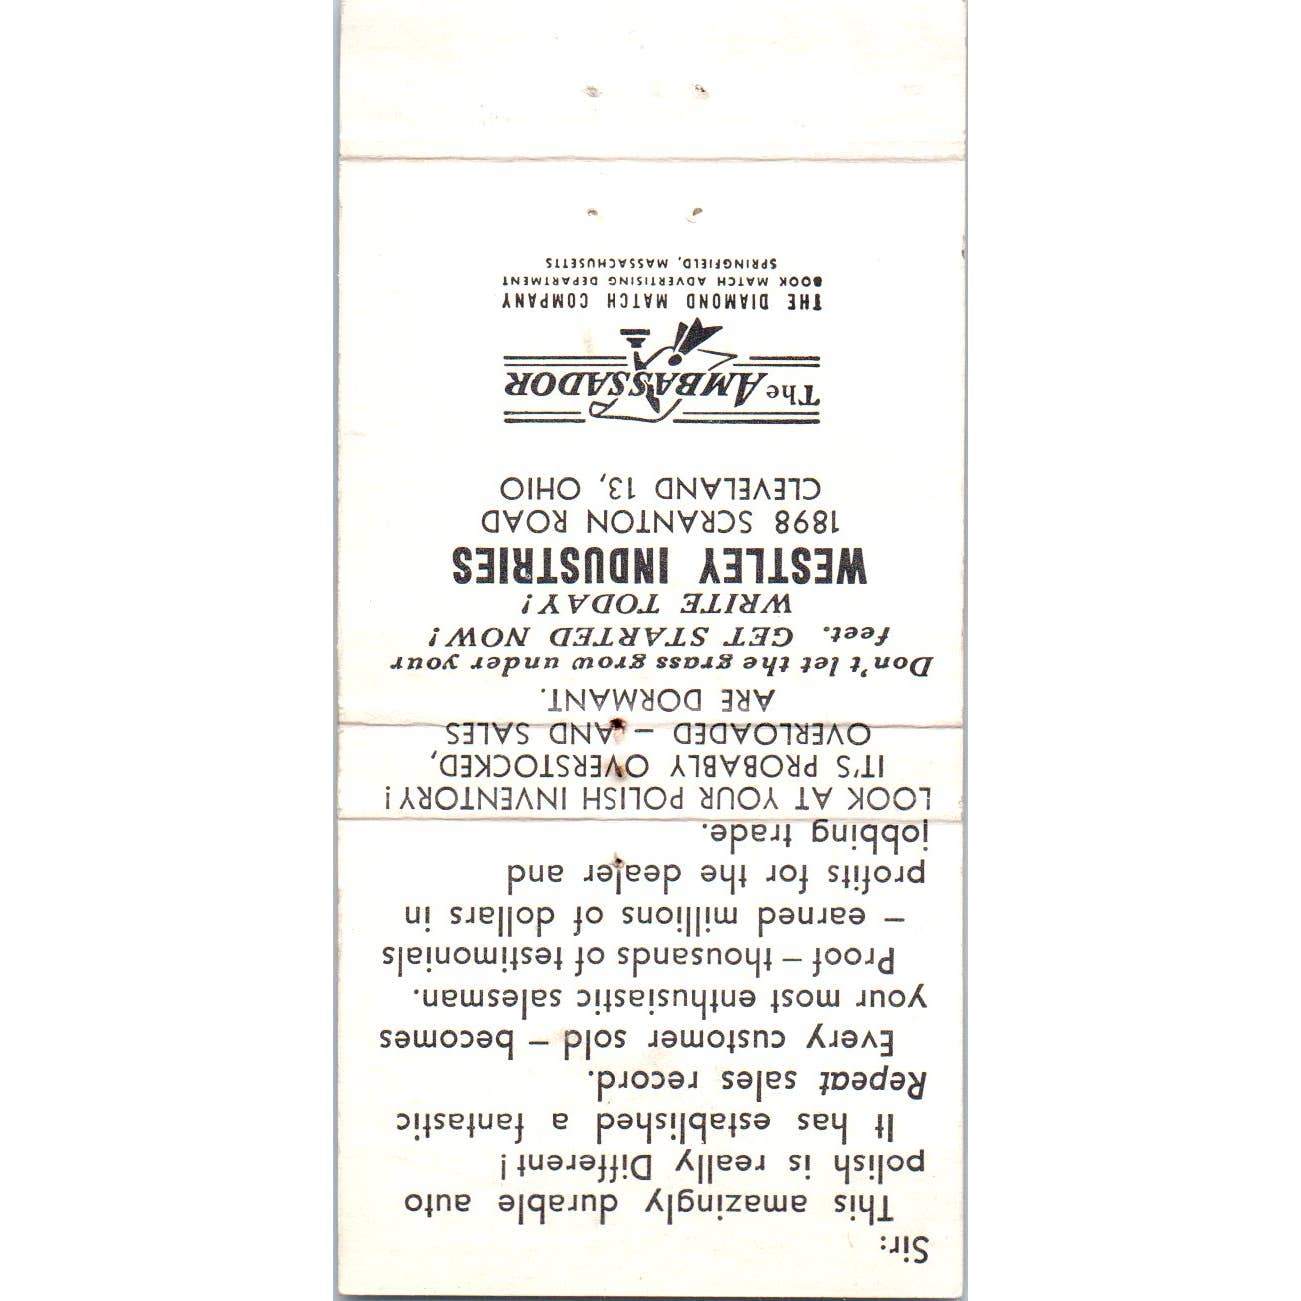 Sir:
This amazingly durable auto
polish is really Different!
It has established a fantastic
Repeat sales record.
Every customer sold – becomes
your most enthusiastic salesman.
Proof – thousands of testimonials
– earned millions of dollars in
profits for the dealer and
jobbing trade.
LOOK AT YOUR POLISH INVENTORY!
IT'S PROBABLY OVERSTOCKED,
OVERLOADED – AND SALES
ARE DORMANT.
Don't let the grass grow under your
feet. GET STARTED NOW!
WRITE TODAY!
WESTLEY INDUSTRIES
1898 SCRANTON ROAD
CLEVELAND 13, OHIO
The AMBASSADOR
THE DIAMOND MATCH COMPANY
BOOK MATCH ADVERTISING DEPARTMENT
SPRINGFIELD, MASSACHUSETTS